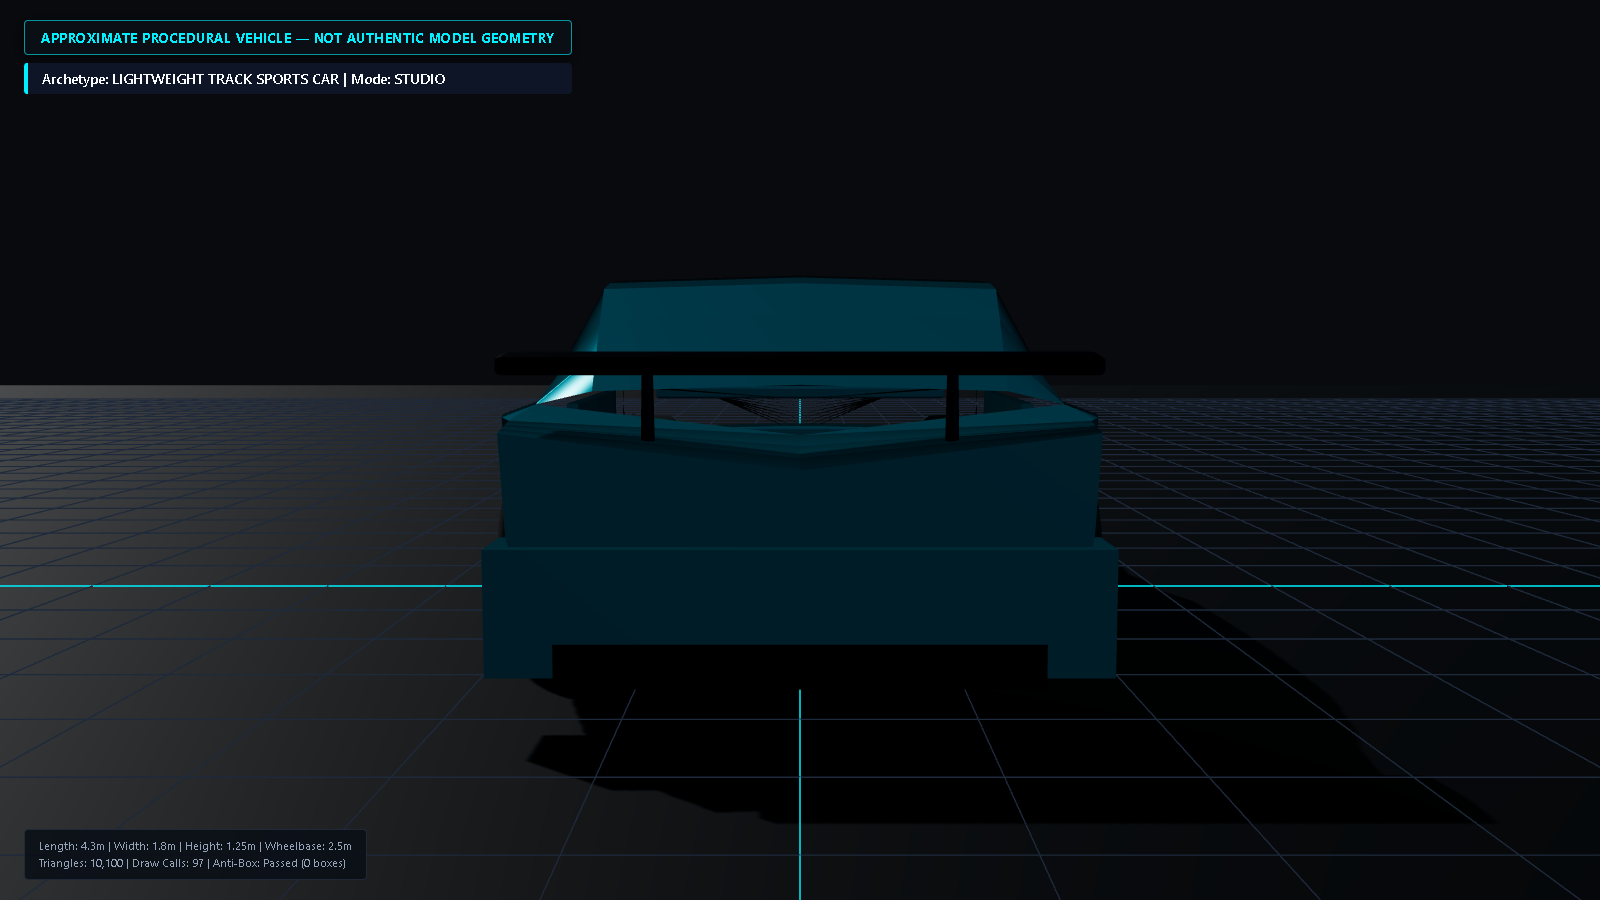 APPROXIMATE PROCEDURAL VEHICLE — NOT AUTHENTIC MODEL GEOMETRY
Archetype: LIGHTWEIGHT TRACK SPORTS CAR | Mode: STUDIO
Length: 4.3m | Width: 1.8m | Height: 1.25m | Wheelbase: 2.5m
Triangles: 10,100 | Draw Calls: 97 | Anti-Box: Passed (0 boxes)